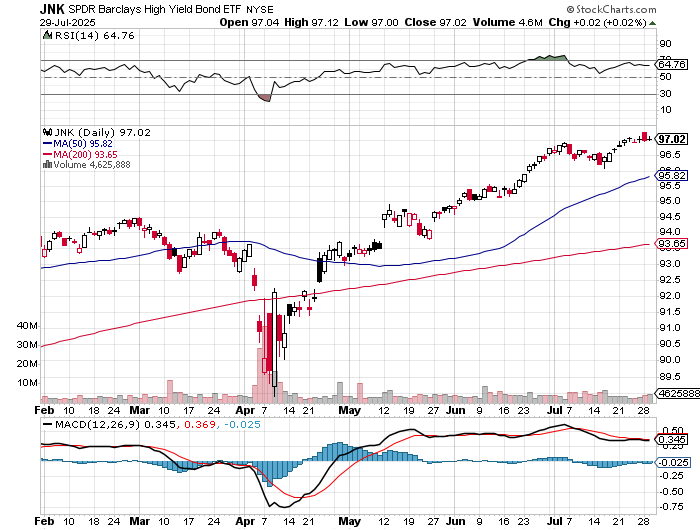 JNK SPDR Barclays High Yield Bond ETF NYSE © StockCharts.com
29-Jul-2025 Open 97.04 High 97.12 Low 97.00 Close 97.02 Volume 4.6M Chg +0.02 (+0.02%)
RSI(14) 64.76
90
70
64.76
50
30
10
JNK (Daily) 97.02
MA(50) 95.82
MA(200) 93.65
Volume 4,625,888
97.02
96.5
95.82
95.5
95.0
94.5
94.0
93.65
93.0
92.5
92.0
91.5
91.0
90.5
90.0
89.5
4625888
40M
30M
20M
10M
Feb 10 18 24 Mar 10 17 24 Apr 7 14 21 May 12 19 27 Jun 9 16 23 Jul 7 14 21 28
MACD(12,26,9) 0.345, 0.369, -0.025
0.50
0.345
-0.025
-0.25
-0.50
-0.75
Feb 10 18 24 Mar 10 17 24 Apr 7 14 21 May 12 19 27 Jun 9 16 23 Jul 7 14 21 28